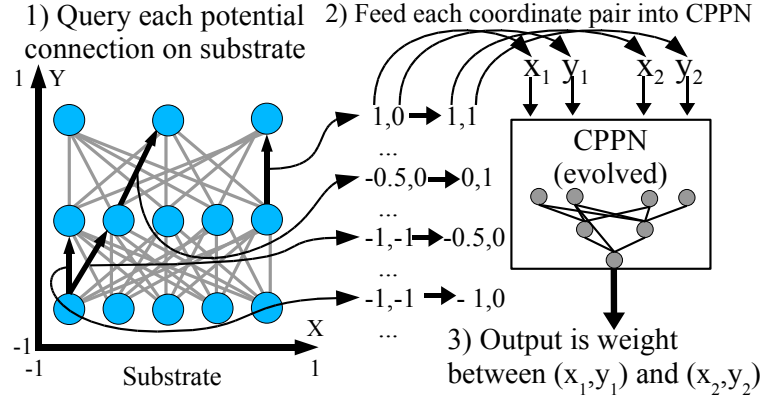 1) Query each potential
connection on substrate
2) Feed each coordinate pair into CPPN
1 Y
x₁ y₁ x₂ y₂
1,0 1,1
...
-0.5,0 0,1
...
-1,-1 -0.5,0
...
-1,-1 - 1,0
...
CPPN
(evolved)
X
-1
-1 Substrate 1
3) Output is weight
between (x₁,y₁) and (x₂,y₂)